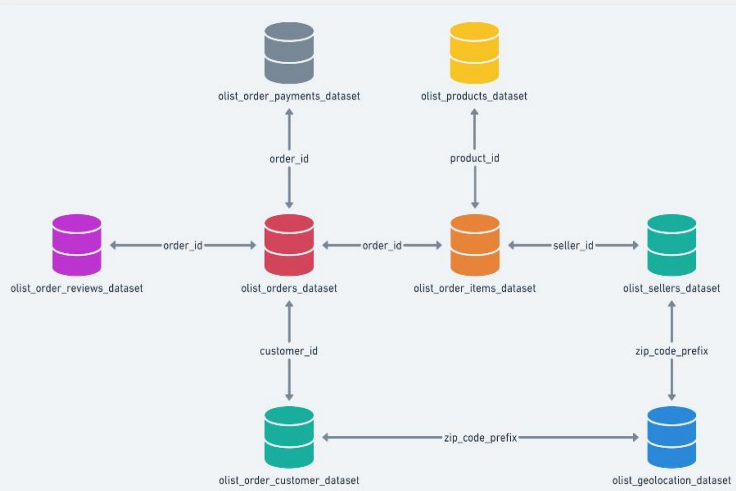 olist_order_payments_dataset
olist_products_dataset
order_id
product_id
order_id
order_id
seller_id
olist_order_reviews_dataset
olist_orders_dataset
olist_order_items_dataset
olist_sellers_dataset
customer_id
zip_code_prefix
zip_code_prefix
olist_order_customer_dataset
olist_geolocation_dataset